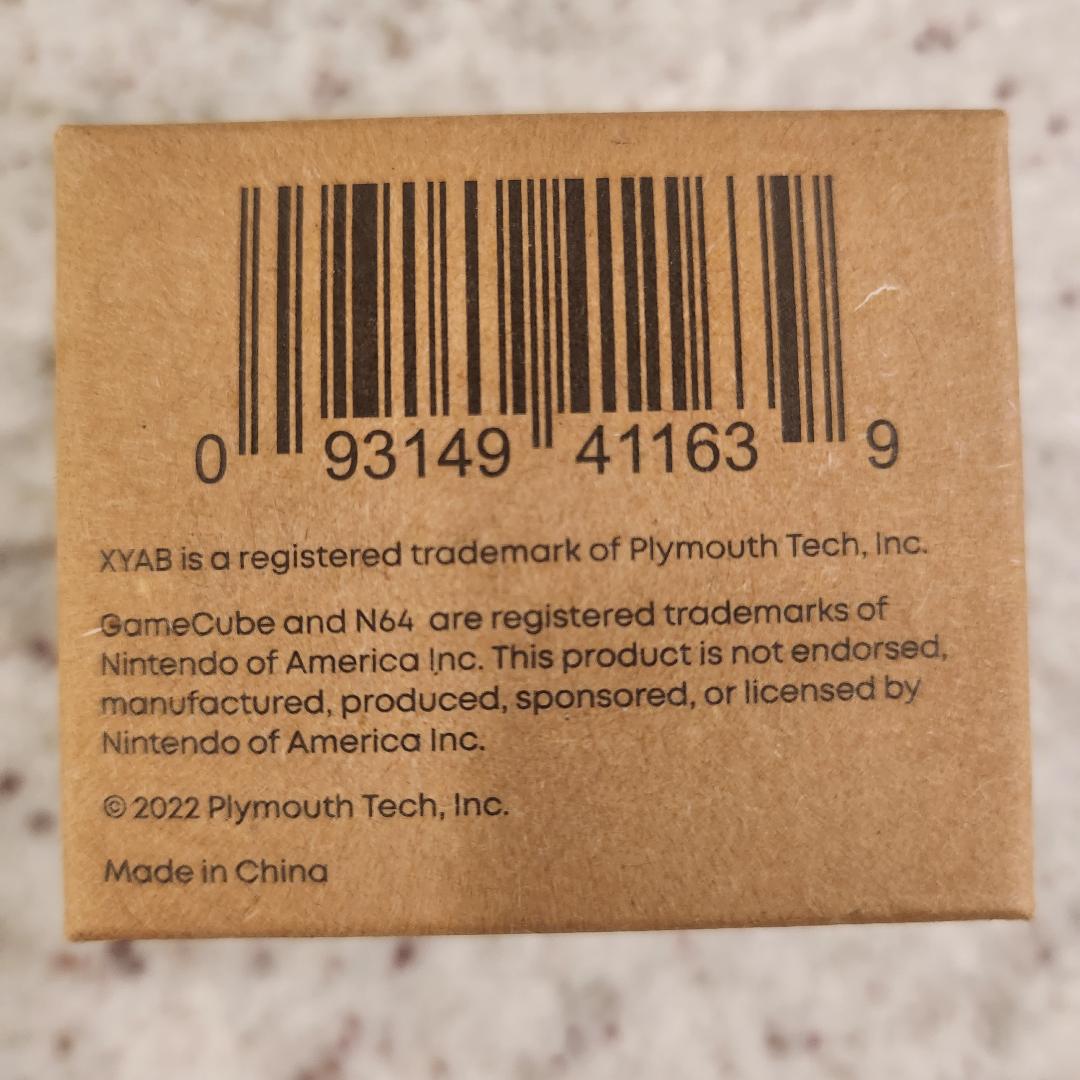 0 93149 41163 9
XYAB is a registered trademark of Plymouth Tech, Inc.
GameCube and N64 are registered trademarks of
Nintendo of America Inc. This product is not endorsed,
manufactured, produced, sponsored, or licensed by
Nintendo of America Inc.
© 2022 Plymouth Tech, Inc.
Made in China